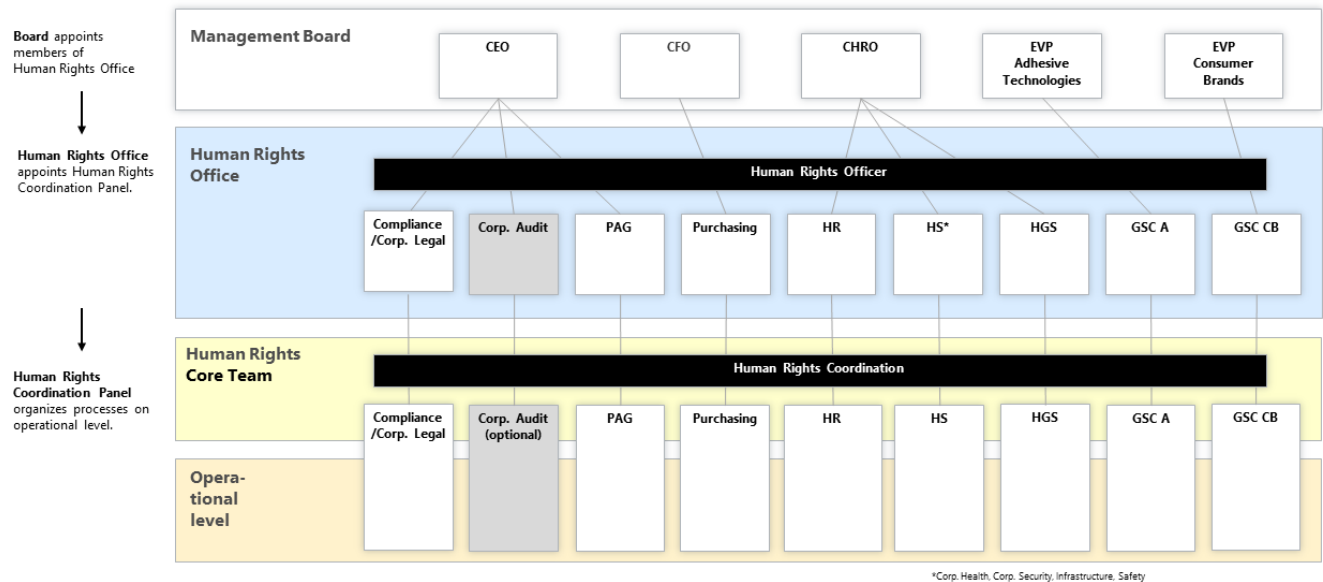 Board appoints
members of
Human Rights Office
Human Rights Office
appoints Human Rights
Coordination Panel.
Human Rights
Coordination Panel
organizes processes on
operational level.
Management Board
CEO
CFO
CHRO
EVP
Adhesive
Technologies
EVP
Consumer
Brands
Human Rights
Office
Human Rights Officer
Compliance
/Corp. Legal
Corp. Audit
PAG
Purchasing
HR
HS*
HGS
GSC A
GSC CB
Human Rights
Core Team
Human Rights Coordination
Compliance
/Corp. Legal
Corp. Audit
(optional)
PAG
Purchasing
HR
HS
HGS
GSC A
GSC CB
Opera-
tional
level
*Corp. Health, Corp. Security, Infrastructure, Safety